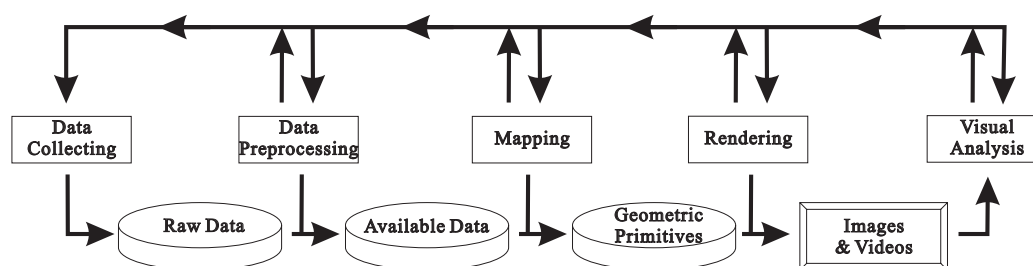 Data
Collecting
Data
Preprocessing
Mapping
Rendering
Visual
Analysis
Raw Data
Available Data
Geometric
Primitives
Images
& Videos